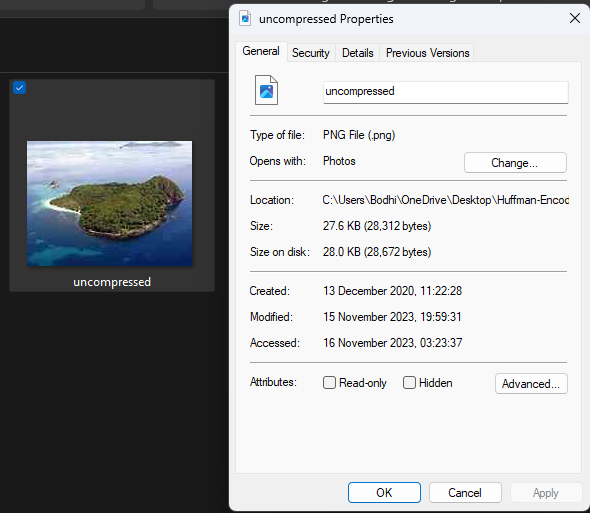 uncompressed Properties
General
Security
Details
Previous Versions
uncompressed
Type of file: PNG File (.png)
Opens with: Photos
Change...
Location: C:\Users\Bodhi\OneDrive\Desktop\Huffman-Encod
Size: 27.6 KB (28,312 bytes)
Size on disk: 28.0 KB (28,672 bytes)
uncompressed
Created: 13 December 2020, 11:22:28
Modified: 15 November 2023, 19:59:31
Accessed: 16 November 2023, 03:23:37
Attributes: Read-only Hidden Advanced...
OK Cancel Apply